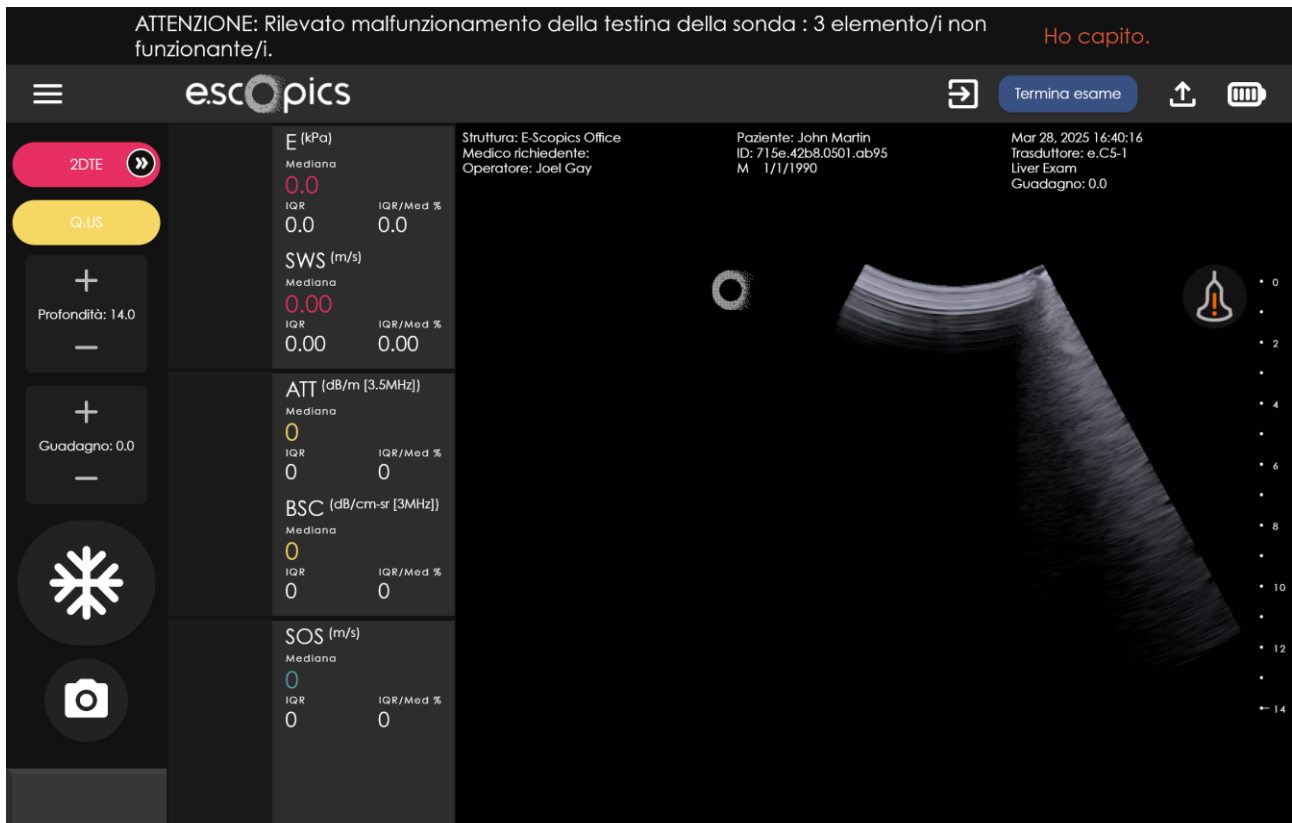 ATTENZIONE: Rilevato malfunzionamento della testina della sonda : 3 elemento/i non
funzionante/i.
Ho capito.
e.scopics
Termina esame
2DTE
Q.US
Profondità: 14.0
Guadagno: 0.0
E (kPa)
Mediana
0.0
IQR IQR/Med %
0.0 0.0
SWS (m/s)
Mediana
0.00
IQR IQR/Med %
0.00 0.00
ATT (dB/m [3.5MHz])
Mediana
0
IQR IQR/Med %
0 0
BSC (dB/cm-sr [3MHz])
Mediana
0
IQR IQR/Med %
0 0
SOS (m/s)
Mediana
0
IQR IQR/Med %
0 0
Struttura: E-Scopics Office
Medico richiedente:
Operatore: Joel Gay
Paziente: John Martin
ID: 715e.42b8.0501.ab95
M 1/1/1990
Mar 28, 2025 16:40:16
Trasduttore: e.C5-1
Liver Exam
Guadagno: 0.0
0
2
4
6
8
10
12
14